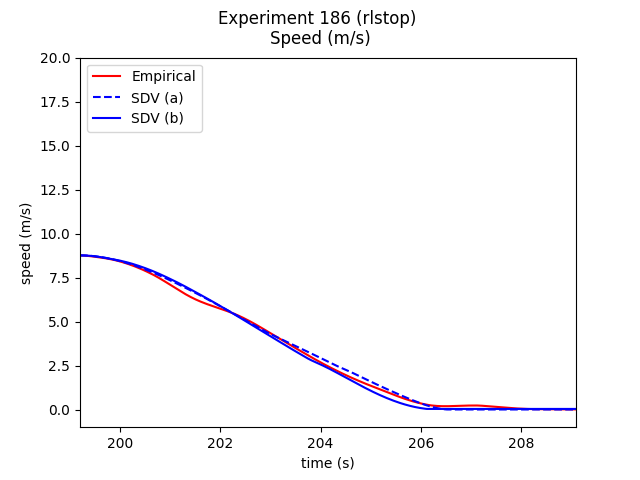 Experiment 186 (rlstop)
Speed (m/s)
20.0
17.5
15.0
12.5
10.0
7.5
5.0
2.5
0.0
speed (m/s)
Empirical
SDV (a)
SDV (b)
200
202
204
206
208
time (s)